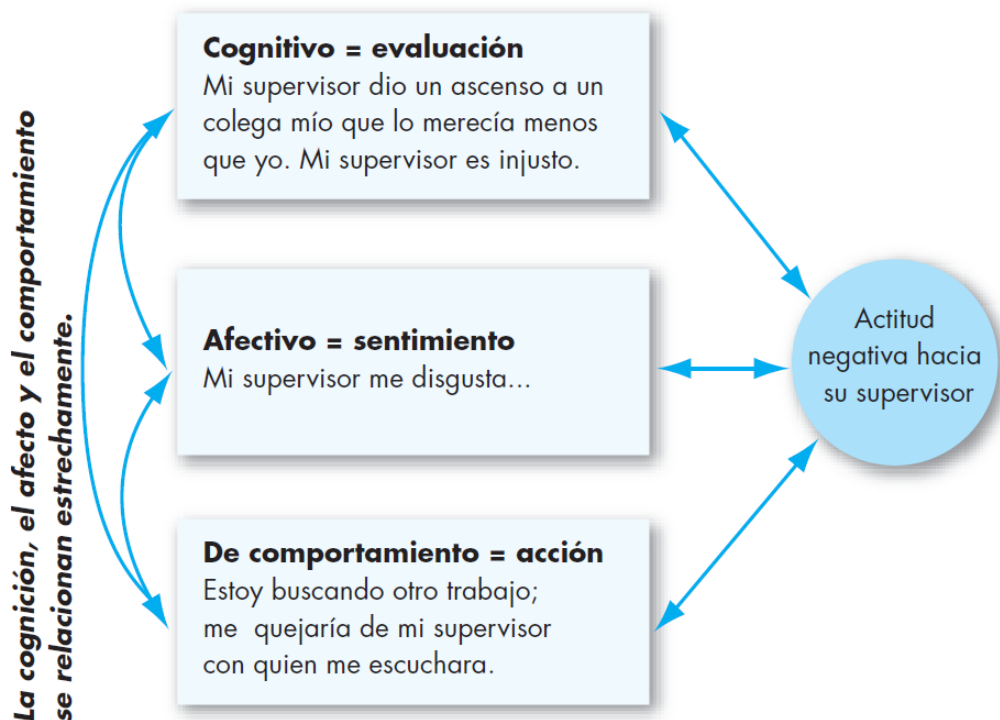 La cognición, el afecto y el comportamiento
se relacionan estrechamente.
Cognitivo = evaluación
Mi supervisor dio un ascenso a un
colega mío que lo merecía menos
que yo. Mi supervisor es injusto.
Afectivo = sentimiento
Mi supervisor me disgusta...
De comportamiento = acción
Estoy buscando otro trabajo;
me quejaría de mi supervisor
con quien me escuchara.
Actitud
negativa hacia
su supervisor